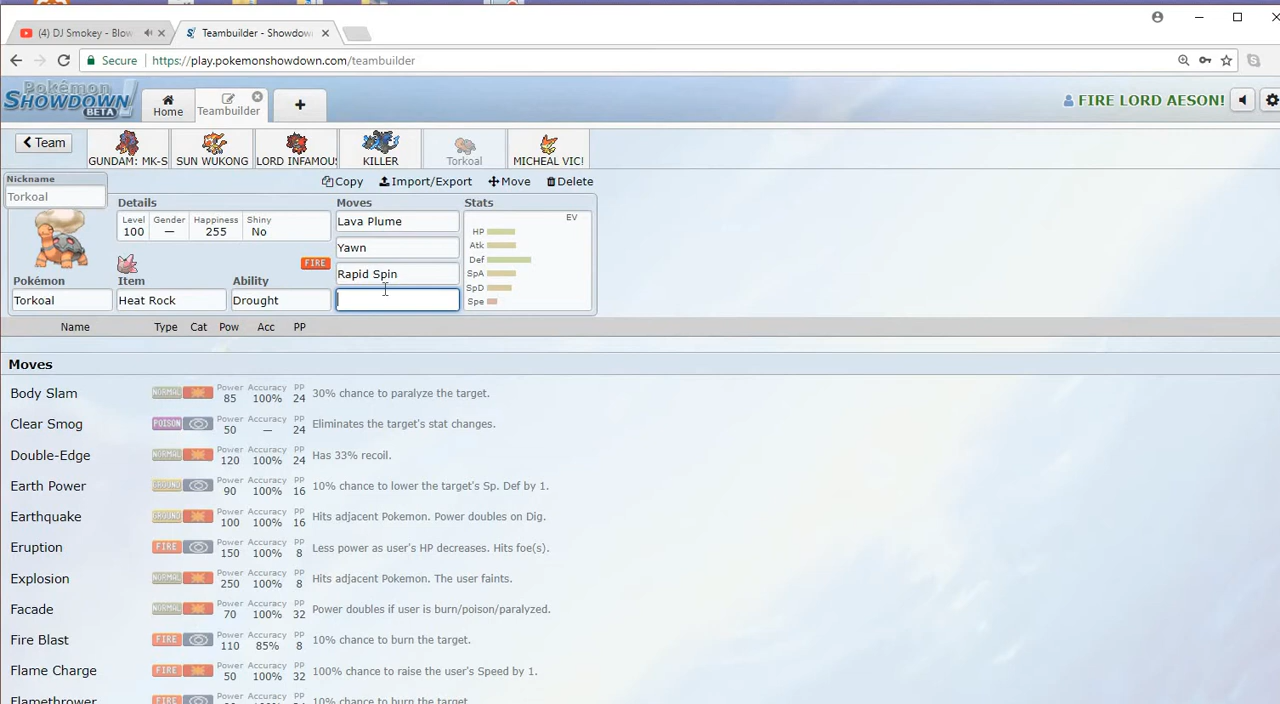 (4) DJ Smokey - Blow
Teambuilder - Showdow
Secure https://play.pokemonshowdown.com/teambuilder
Pokémon
SHOWDOWN!
BETA
Home
Teambuilder
FIRE LORD AESON!
Team
GUNDAM: MK-S
SUN WUKONG
LORD INFAMOUS
KILLER
Torkoal
MICHEAL VIC!
Copy Import/Export Move Delete
Nickname
Torkoal
Details
Level Gender Happiness Shiny
100 — 255 No
FIRE
Pokémon Item Ability
Torkoal Heat Rock Drought
Moves
Lava Plume
Yawn
Rapid Spin
Stats
EV
HP
Atk
Def
SpA
SpD
Spe
Name Type Cat Pow Acc PP
Moves
Body Slam NORMAL Power 85 Accuracy 100% PP 24 30% chance to paralyze the target.
Clear Smog POISON Power 50 Accuracy — PP 24 Eliminates the target's stat changes.
Double-Edge NORMAL Power 120 Accuracy 100% PP 24 Has 33% recoil.
Earth Power GROUND Power 90 Accuracy 100% PP 16 10% chance to lower the target's Sp. Def by 1.
Earthquake GROUND Power 100 Accuracy 100% PP 16 Hits adjacent Pokemon. Power doubles on Dig.
Eruption FIRE Power 150 Accuracy 100% PP 8 Less power as user's HP decreases. Hits foe(s).
Explosion NORMAL Power 250 Accuracy 100% PP 8 Hits adjacent Pokemon. The user faints.
Facade NORMAL Power 70 Accuracy 100% PP 32 Power doubles if user is burn/poison/paralyzed.
Fire Blast FIRE Power 110 Accuracy 85% PP 8 10% chance to burn the target.
Flame Charge FIRE Power 50 Accuracy 100% PP 32 100% chance to raise the user's Speed by 1.
Flamethrower FIRE Power Accuracy PP 10% chance to burn the target.